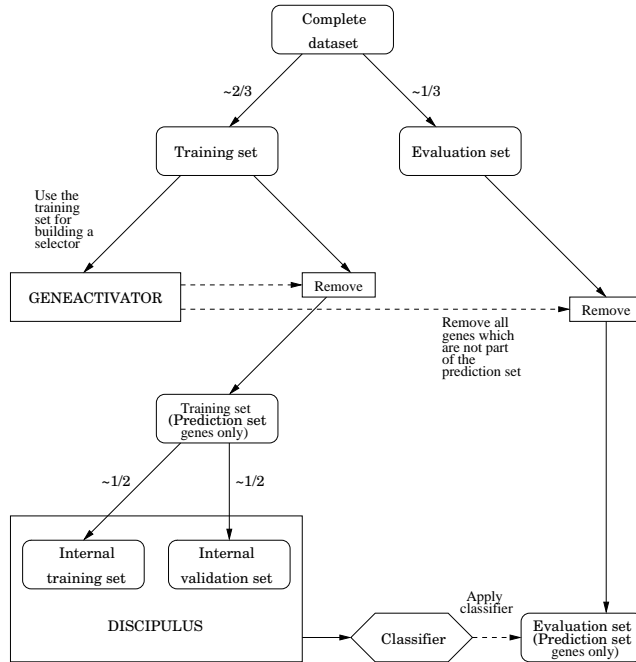 Complete
dataset
~2/3
~1/3
Training set
Evaluation set
Use the
training
set for
building a
selector
GENEACTIVATOR
Remove
Remove
Remove all
genes which
are not part
of the
prediction set
Training set
(Prediction set
genes only)
~1/2
~1/2
Internal
training set
Internal
validation set
DISCIPULUS
Classifier
Apply
classifier
Evaluation set
(Prediction set
genes only)